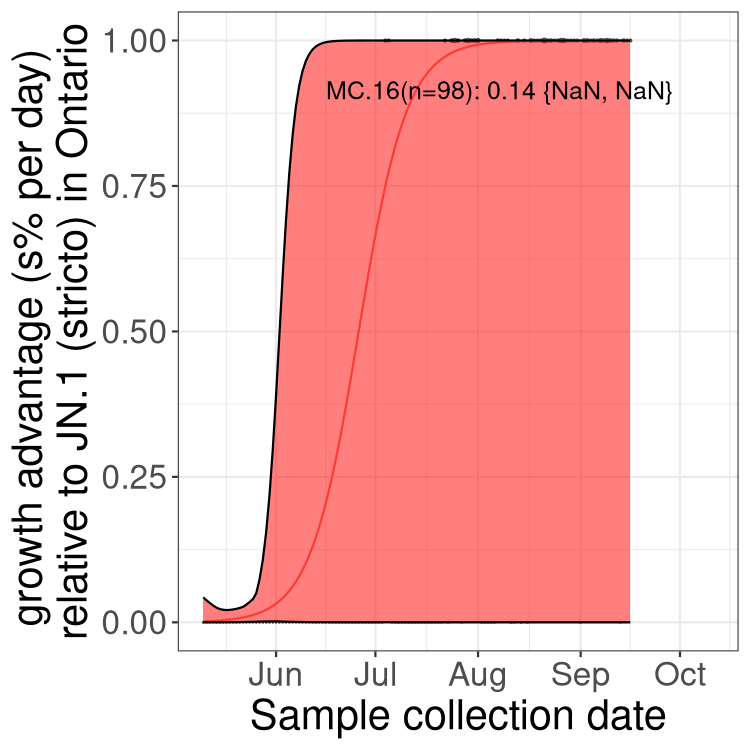 growth advantage (s% per day)
relative to JN.1 (stricto) in Ontario
1.00
0.75
0.50
0.25
0.00
MC.16(n=98): 0.14 {NaN, NaN}
Jun Jul Aug Sep Oct
Sample collection date